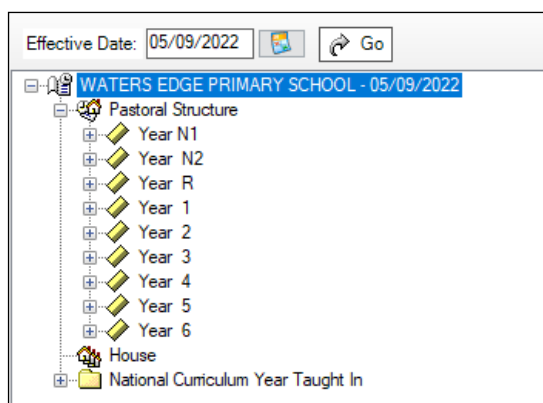 Effective Date: 05/09/2022 Go
WATERS EDGE PRIMARY SCHOOL - 05/09/2022
Pastoral Structure
Year N1
Year N2
Year R
Year 1
Year 2
Year 3
Year 4
Year 5
Year 6
House
National Curriculum Year Taught In